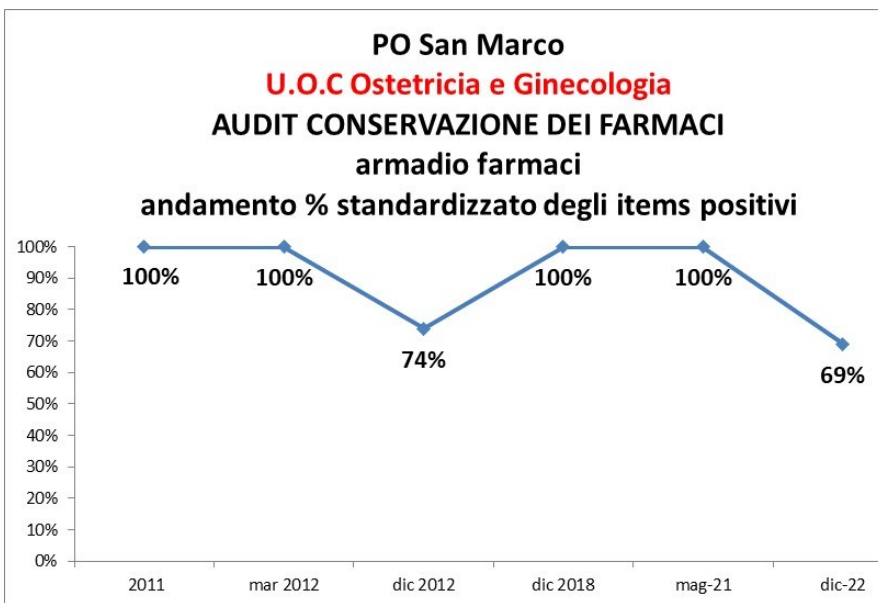 PO San Marco
U.O.C Ostetricia e Ginecologia
AUDIT CONSERVAZIONE DEI FARMACI
armadio farmaci
andamento % standardizzato degli items positivi
100%
90%
80%
70%
60%
50%
40%
30%
20%
10%
0%
100%
100%
74%
100%
100%
69%
2011
mar 2012
dic 2012
dic 2018
mag-21
dic-22